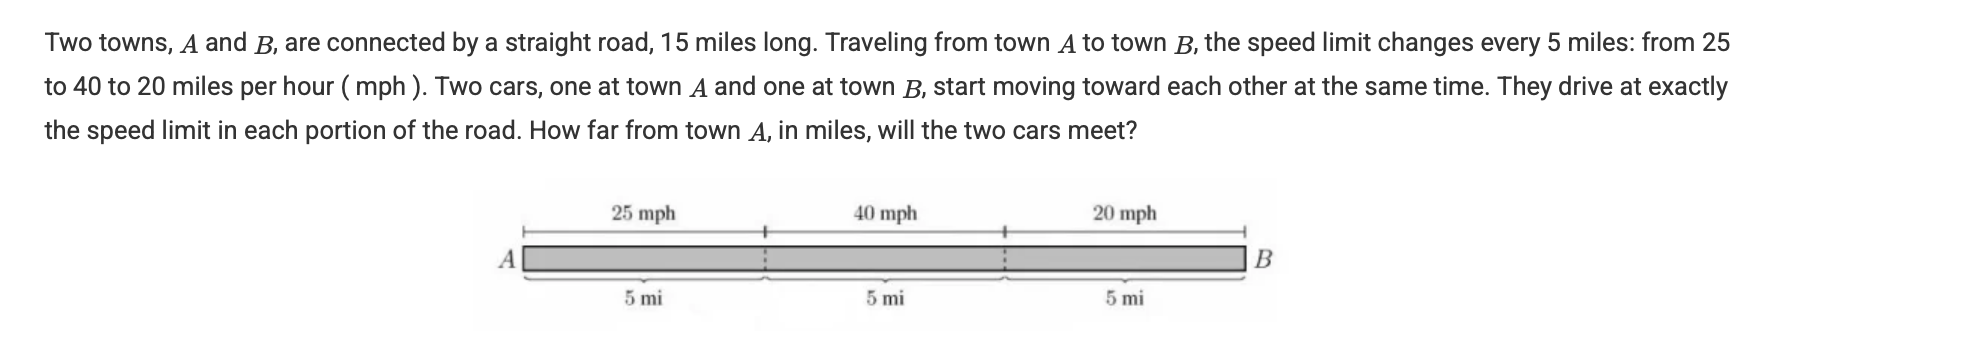 Two towns, A and B, are connected by a straight road, 15 miles long. Traveling from town A to town B, the speed limit changes every 5 miles: from 25
to 40 to 20 miles per hour ( mph ). Two cars, one at town A and one at town B, start moving toward each other at the same time. They drive at exactly
the speed limit in each portion of the road. How far from town A, in miles, will the two cars meet?
25 mph 40 mph 20 mph
A B
5 mi 5 mi 5 mi